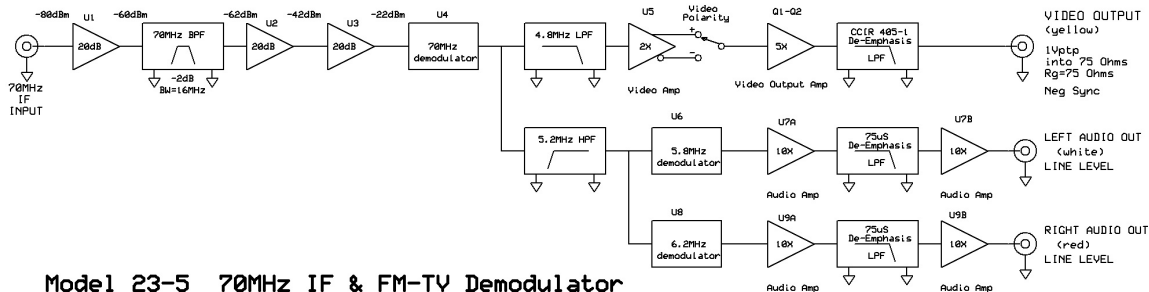 -80dBm
U1
-60dBm
-62dBm
U2
-42dBm
U3
-22dBm
U4
U5
Video
Polarity
Q1-Q2
VIDEO OUTPUT
(yellow)
1Vptp
into 75 Ohms
Rg=75 Ohms
Neg Sync
20dB
70MHz BPF
20dB
20dB
70MHz
demodulator
4.8MHz LPF
2X
+
-
5X
CCIR 405-1
De-Emphasis
LPF
-2dB
BW=16MHz
70MHz
IF
INPUT
Video Amp
Video Output Amp
U6
U7A
U7B
5.2MHz HPF
5.8MHz
demodulator
10X
75uS
De-Emphasis
LPF
10X
LEFT AUDIO OUT
(white)
LINE LEVEL
Audio Amp
Audio Amp
U8
U9A
U9B
6.2MHz
demodulator
10X
75uS
De-Emphasis
LPF
10X
RIGHT AUDIO OUT
(red)
LINE LEVEL
Audio Amp
Audio Amp
Model 23-5 70MHz IF & FM-TV Demodulator